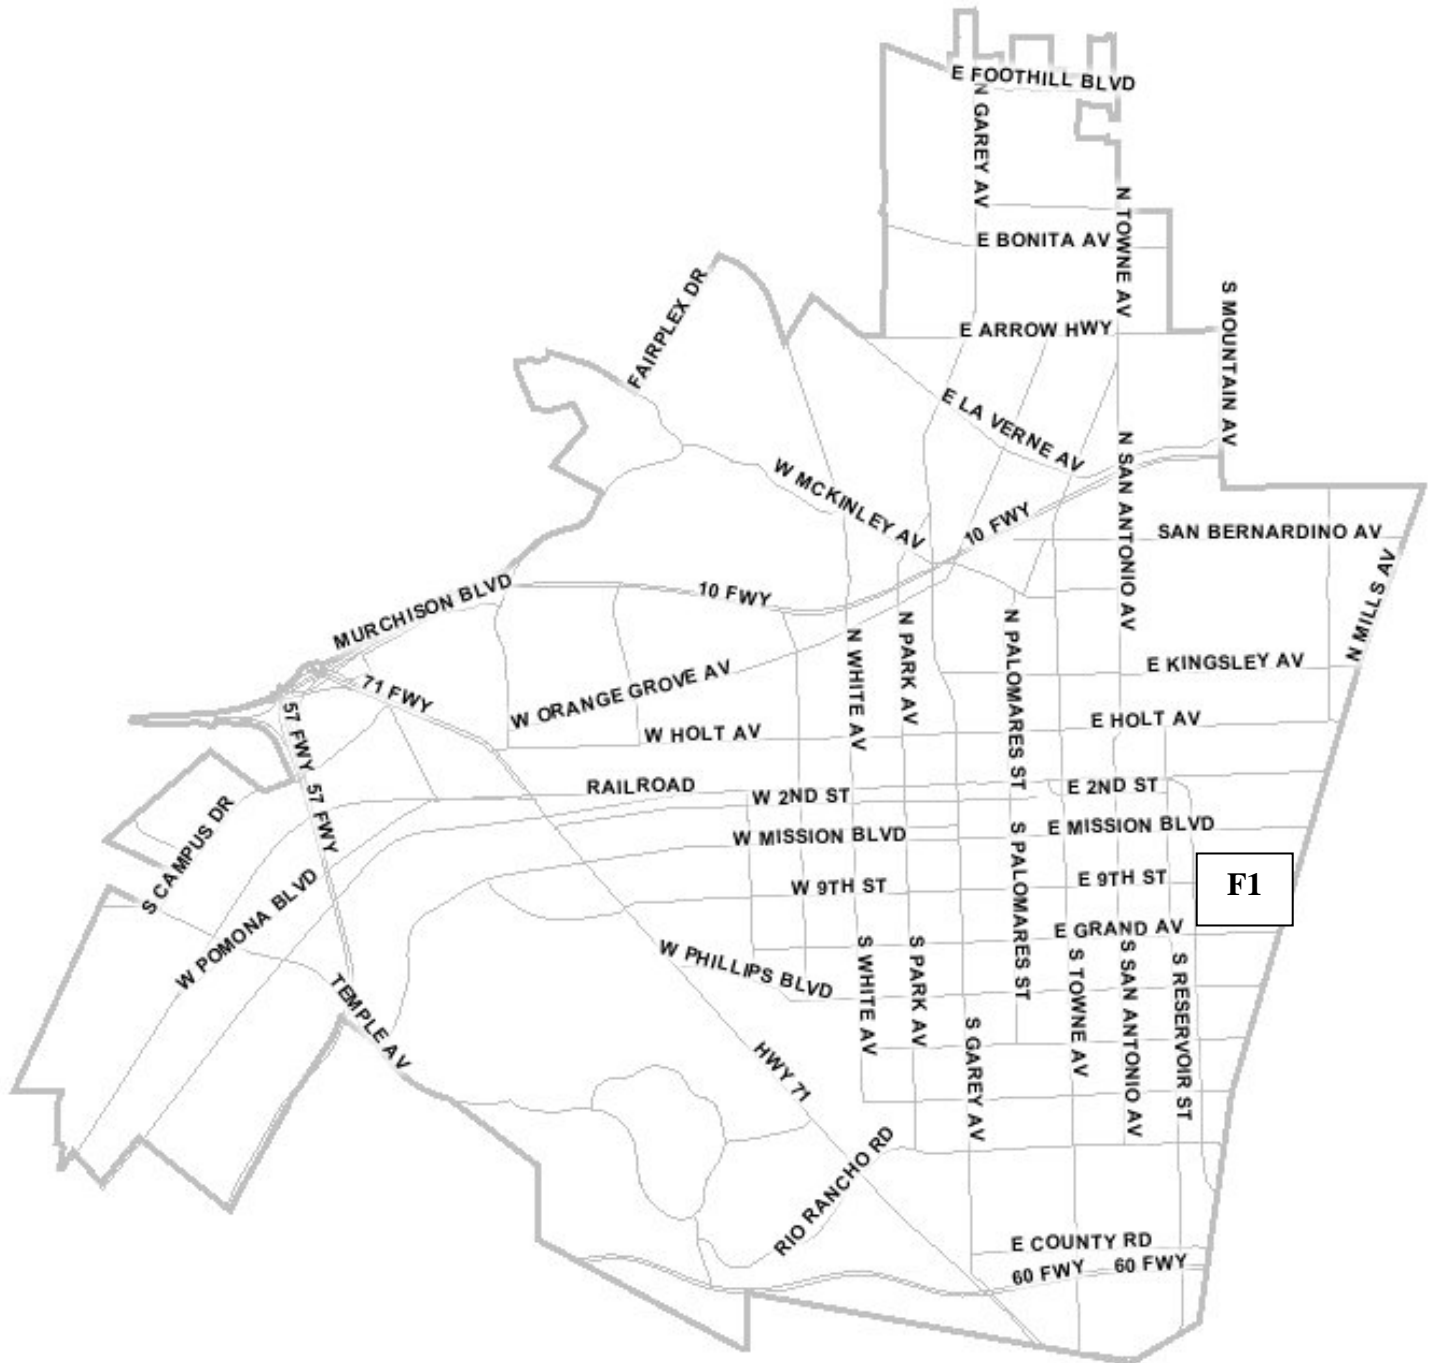 E FOOTHILL BLVD
N GAREY AV
N TOWNE AV
E BONITA AV
S MOUNTAIN AV
FAIRPLEX DR
E ARROW HWY
E LA VERNE AV
N SAN ANTONIO AV
W MCKINLEY AV
10 FWY
SAN BERNARDINO AV
N MILLS AV
MURCHISON BLVD
10 FWY
N WHITE AV
N PARK AV
N PALOMARES ST
E KINGSLEY AV
71 FWY
W ORANGE GROVE AV
57 FWY
W HOLT AV
E HOLT AV
RAILROAD
W 2ND ST
E 2ND ST
57 FWY
S CAMPUS DR
W MISSION BLVD
S PALOMARES ST
E MISSION BLVD
W POMONA BLVD
W 9TH ST
E 9TH ST
F1
E GRAND AV
W PHILLIPS BLVD
S WHITE AV
S PARK AV
S TOWNE AV
S SAN ANTONIO AV
S RESERVOIR ST
TEMPLE AV
S GAREY AV
HWY 71
RIO RANCHO RD
E COUNTY RD
60 FWY
60 FWY